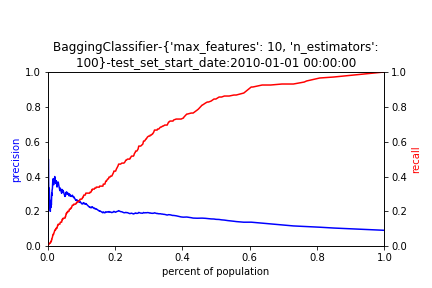 BaggingClassifier-{'max_features': 10, 'n_estimators':
100}-test_set_start_date:2010-01-01 00:00:00
1.0
0.8
0.6
0.4
0.2
0.0
precision
1.0
0.8
0.6
0.4
0.2
0.0
recall
0.0 0.2 0.4 0.6 0.8 1.0
percent of population